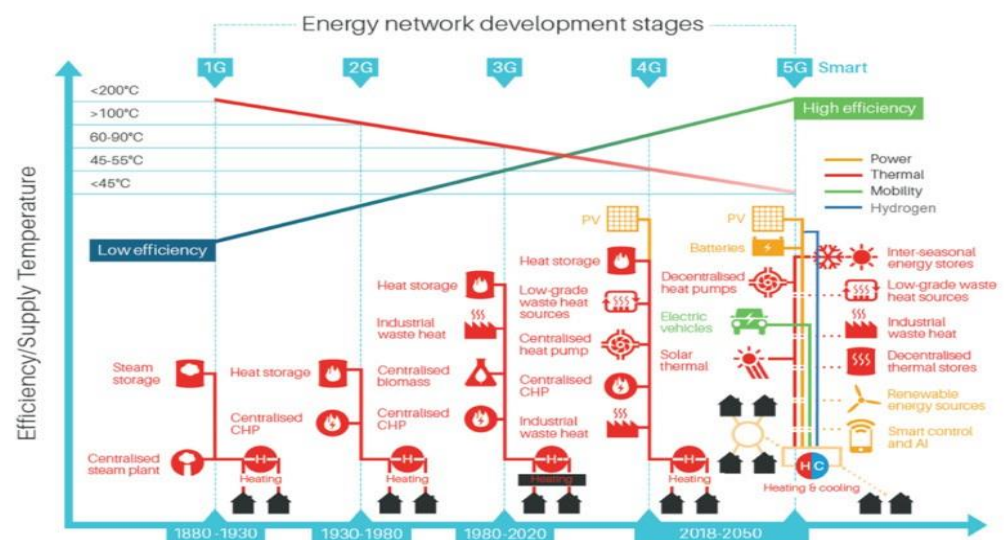 Energy network development stages
1G
2G
3G
4G
5G Smart
<200°C
>100°C
60-90°C
45-55°C
<45°C
Efficiency/Supply Temperature
High efficiency
Low efficiency
Power
Thermal
Mobility
Hydrogen
Steam
storage
Centralised
steam plant
H
Heating
Heat storage
Centralised
CHP
H
Heating
Heat storage
Industrial
waste heat
Centralised
biomass
Centralised
CHP
H
Heating
PV
Heat storage
Low-grade waste
heat sources
Centralised
heat pump
Centralised
CHP
Industrial
waste heat
H
Heating
PV
Batteries
Decentralised
heat pumps
Electric
vehicles
Solar
thermal
H C
Heating & cooling
Inter-seasonal
energy stores
Low-grade waste
heat sources
Industrial
waste heat
Decentralised
thermal stores
Renewable
energy sources
Smart control
and AI
1880-1930
1930-1980
1980-2020
2018-2050